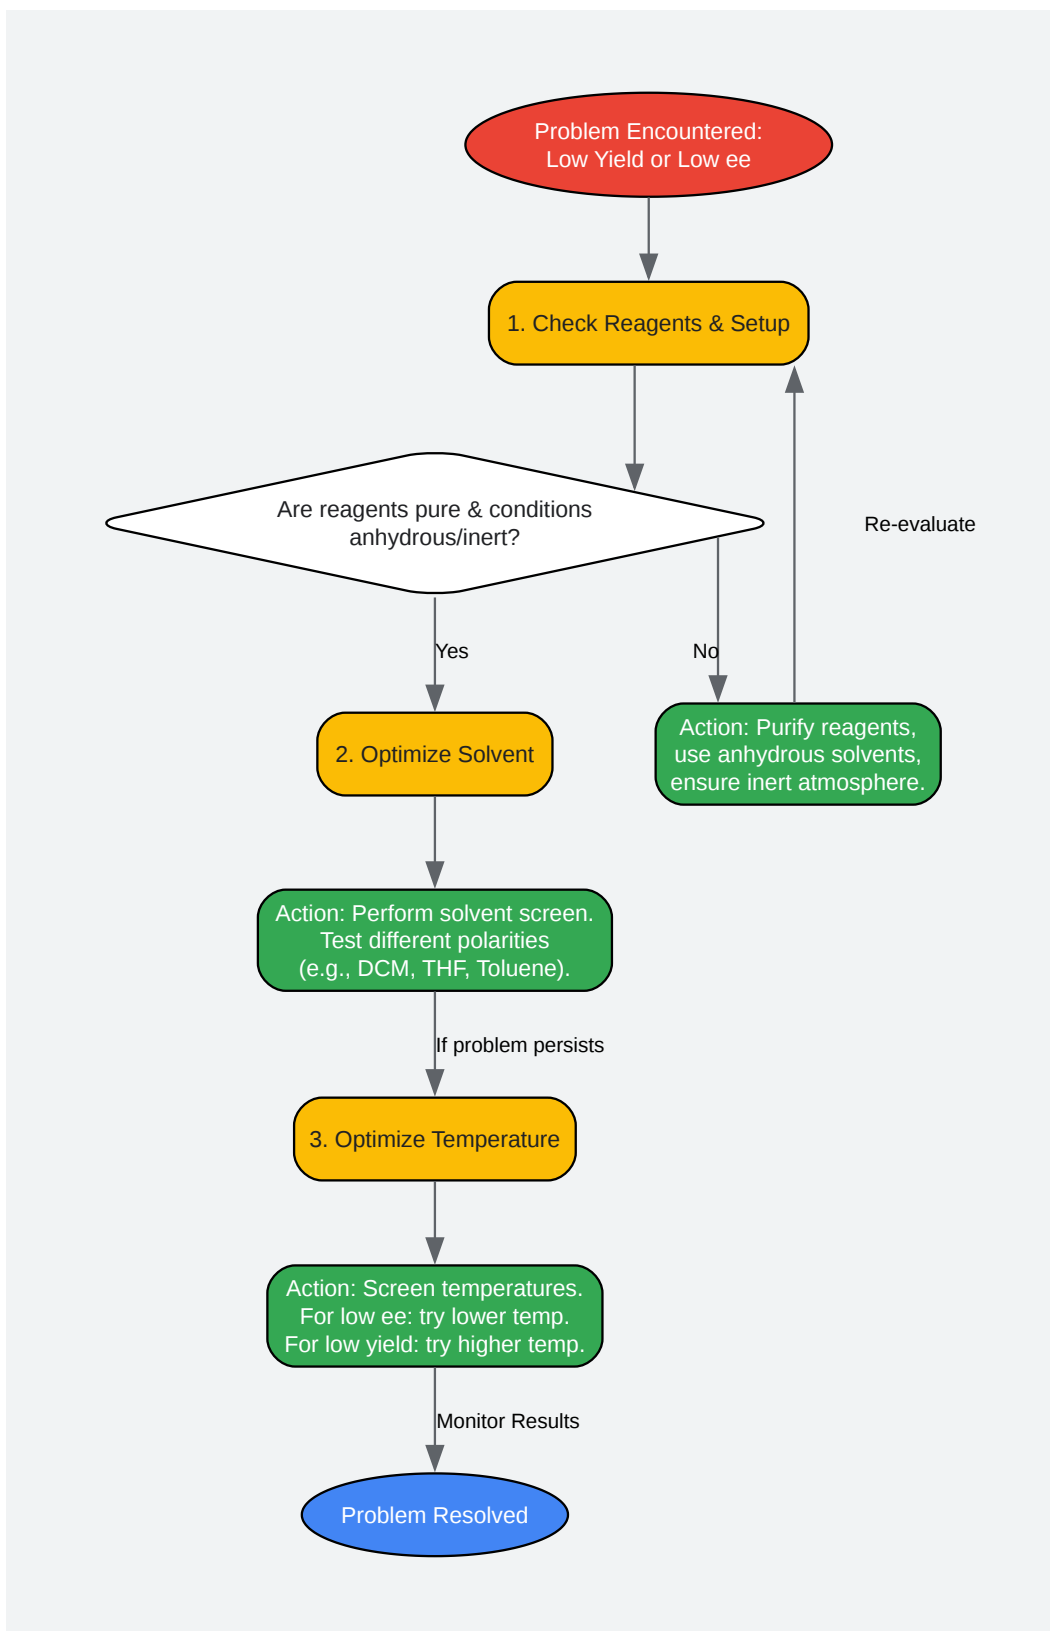 Problem Encountered:
Low Yield or Low ee
1. Check Reagents & Setup
Are reagents pure & conditions
anhydrous/inert?
Re-evaluate
Yes
No
2. Optimize Solvent
Action: Purify reagents,
use anhydrous solvents,
ensure inert atmosphere.
Action: Perform solvent screen.
Test different polarities
(e.g., DCM, THF, Toluene).
If problem persists
3. Optimize Temperature
Action: Screen temperatures.
For low ee: try lower temp.
For low yield: try higher temp.
Monitor Results
Problem Resolved